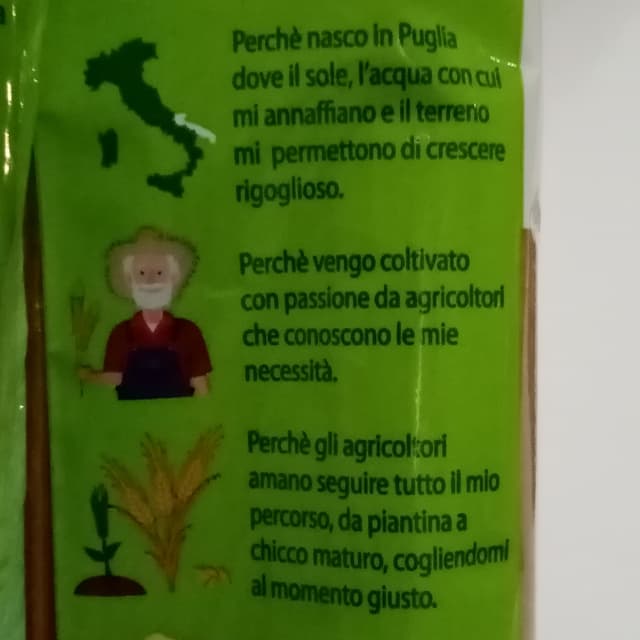 Perchè nasco in Puglia
dove il sole, l'acqua con cui
mi annaffiano e il terreno
mi permettono di crescere
rigoglioso.
Perchè vengo coltivato
con passione da agricoltori
che conoscono le mie
necessità.
Perchè gli agricoltori
amano seguire tutto il mio
percorso, da piantina a
chicco maturo, cogliendomi
al momento giusto.